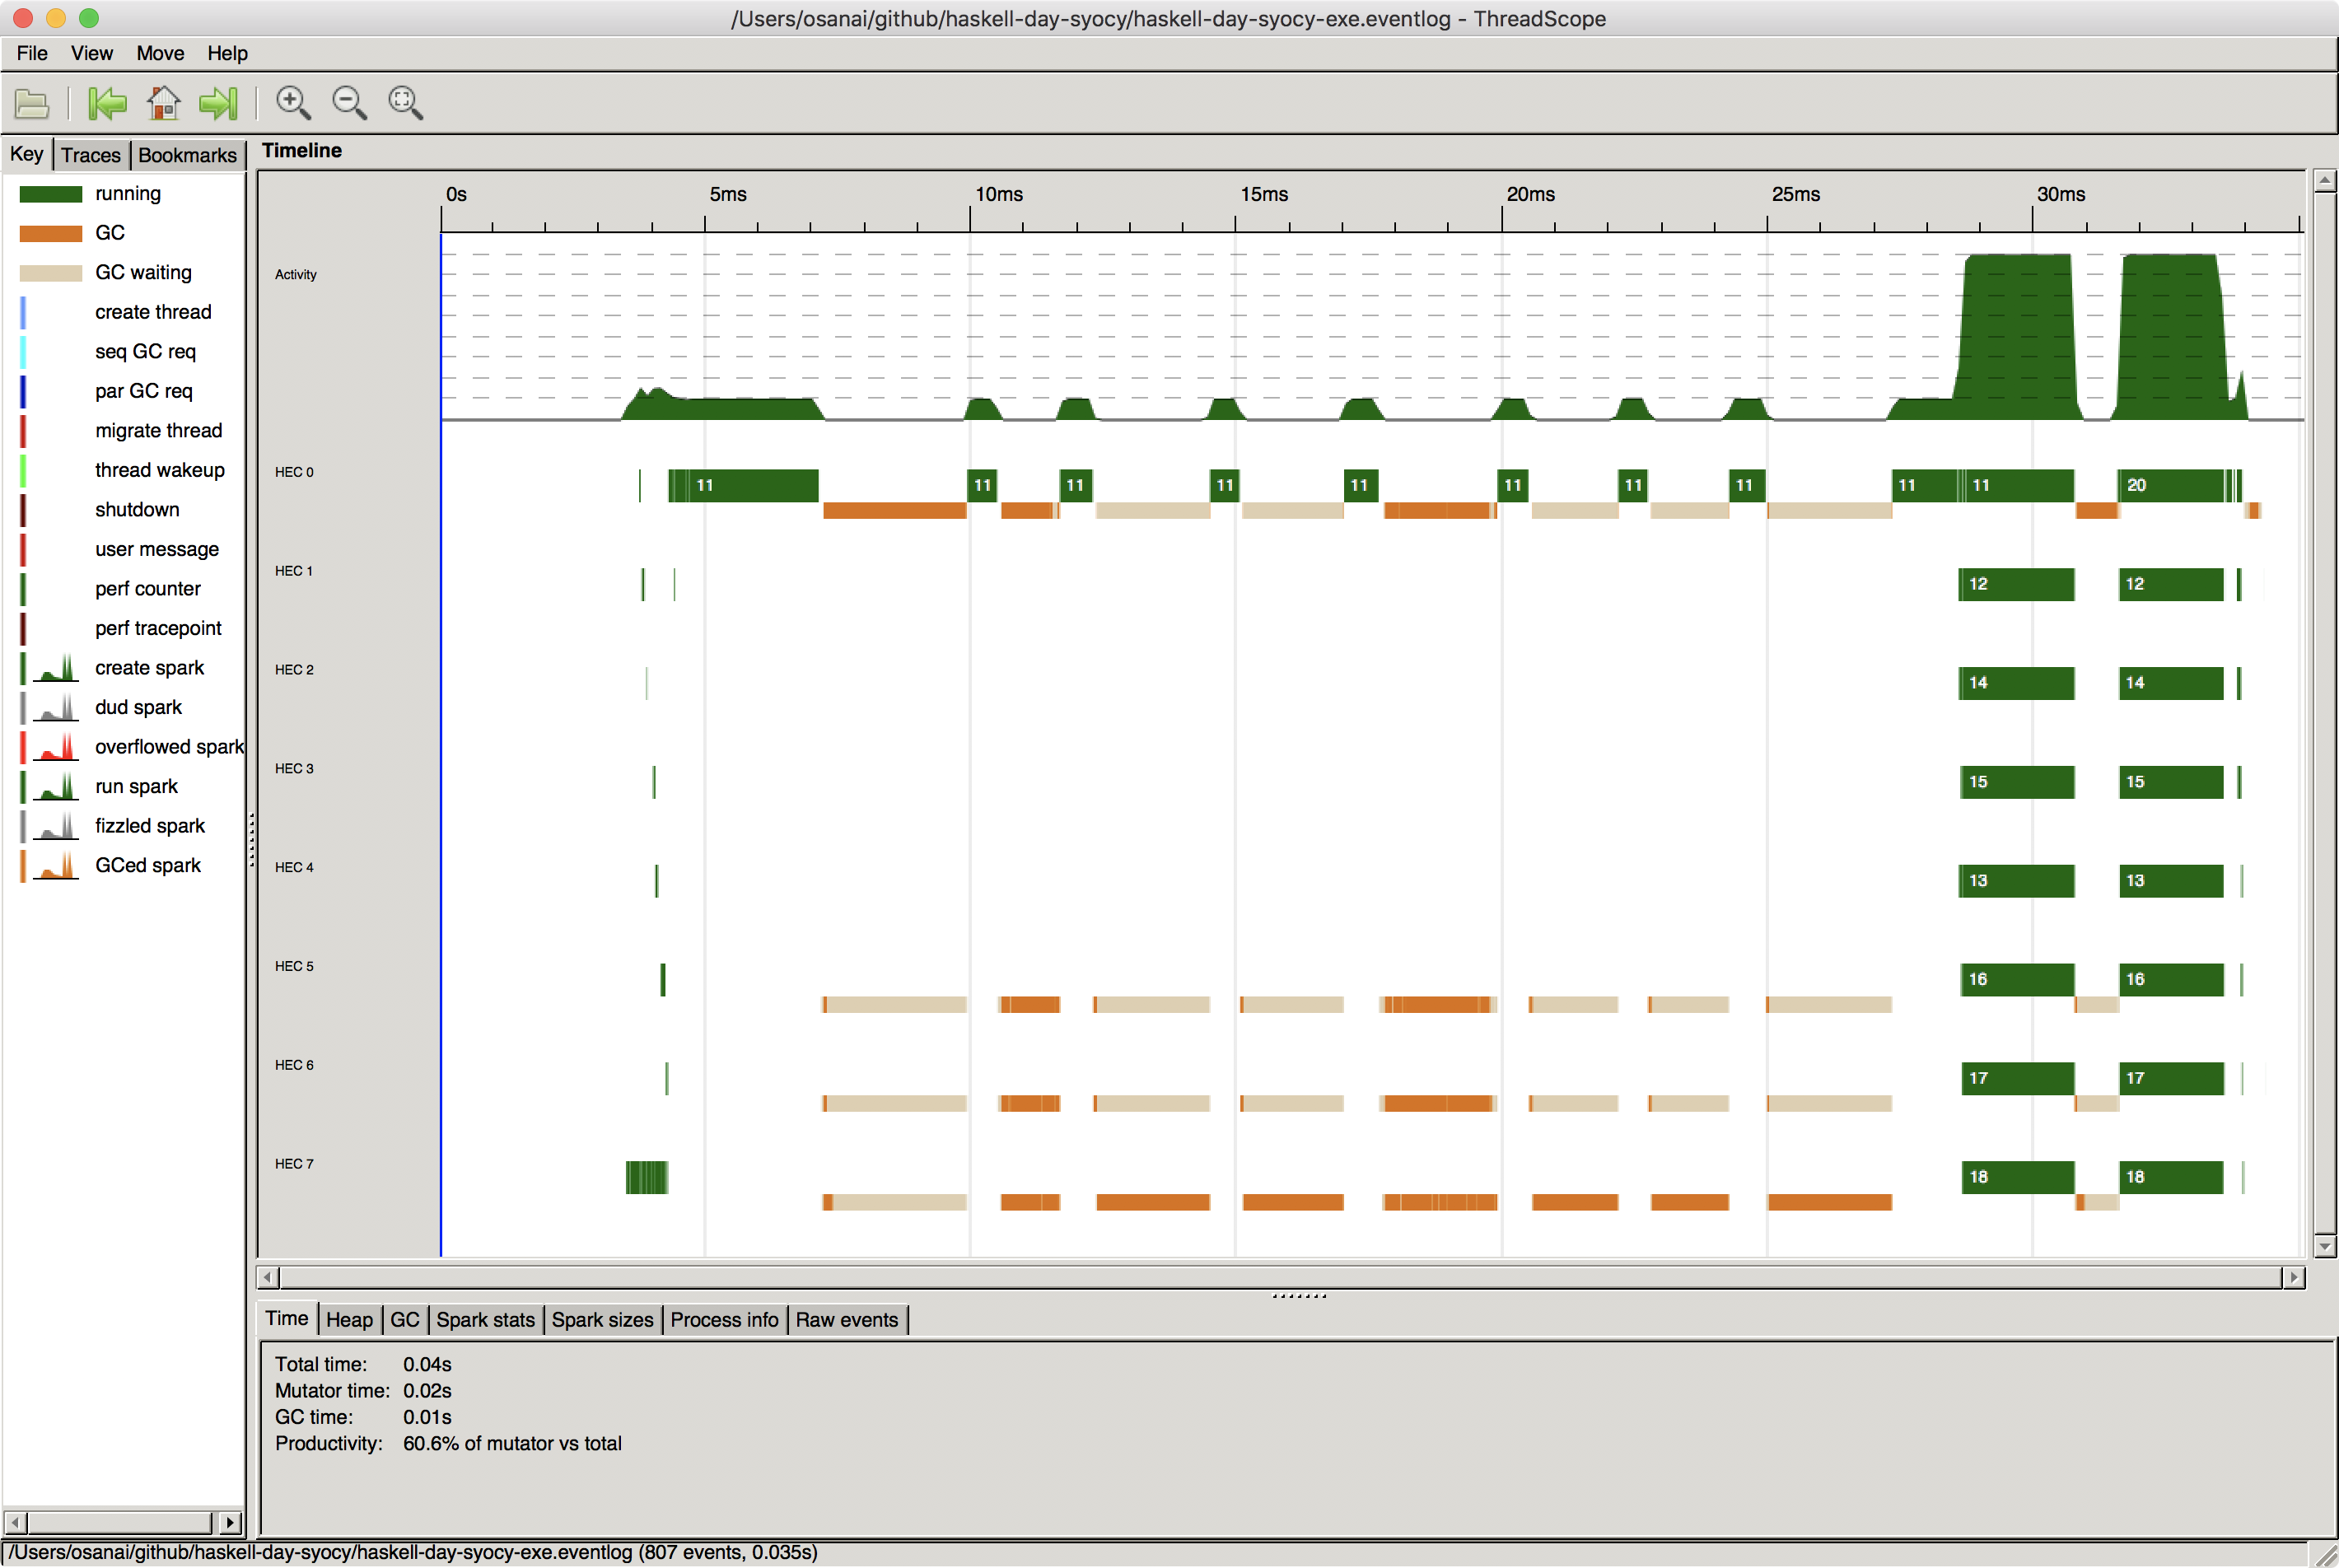 /Users/osanai/github/haskell-day-syocy/haskell-day-syocy-exe.eventlog - ThreadScope
File View Move Help
Key Traces Bookmarks
running
GC
GC waiting
create thread
seq GC req
par GC req
migrate thread
thread wakeup
shutdown
user message
perf counter
perf tracepoint
create spark
dud spark
overflowed spark
run spark
fizzled spark
GCed spark
Timeline
0s 5ms 10ms 15ms 20ms 25ms 30ms
Activity
HEC 0 11 11 11 11 11 11 11 11 11 11 20
HEC 1 12 12
HEC 2 14 14
HEC 3 15 15
HEC 4 13 13
HEC 5 16 16
HEC 6 17 17
HEC 7 18 18
Time Heap GC Spark stats Spark sizes Process info Raw events
Total time: 0.04s
Mutator time: 0.02s
GC time: 0.01s
Productivity: 60.6% of mutator vs total
/Users/osanai/github/haskell-day-syocy/haskell-day-syocy-exe.eventlog (807 events, 0.035s)